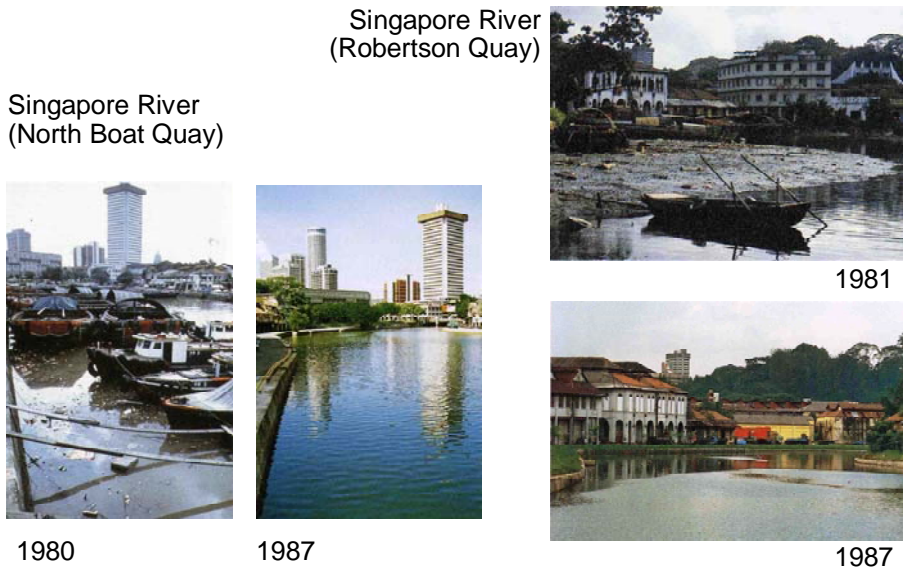 Singapore River
(Robertson Quay)
Singapore River
(North Boat Quay)
1981
1980
1987
1987